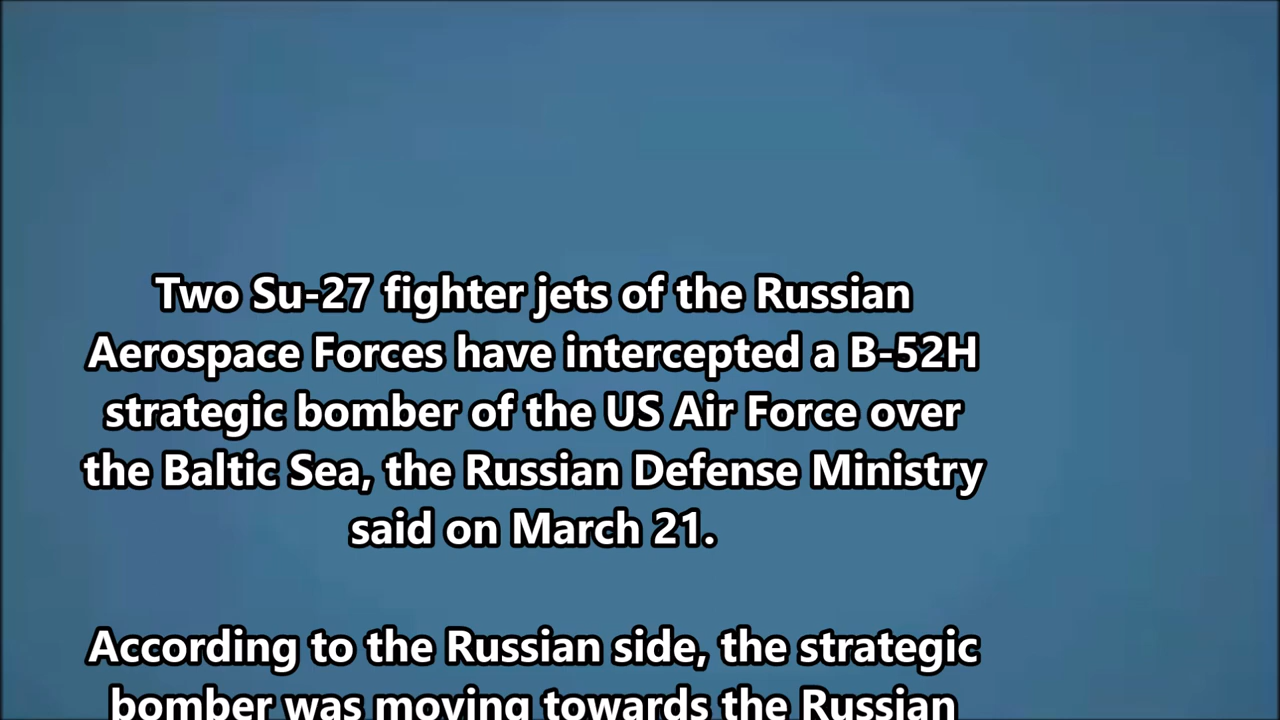 Two Su-27 fighter jets of the Russian
Aerospace Forces have intercepted a B-52H
strategic bomber of the US Air Force over
the Baltic Sea, the Russian Defense Ministry
said on March 21.
According to the Russian side, the strategic
bomber was moving towards the Russian